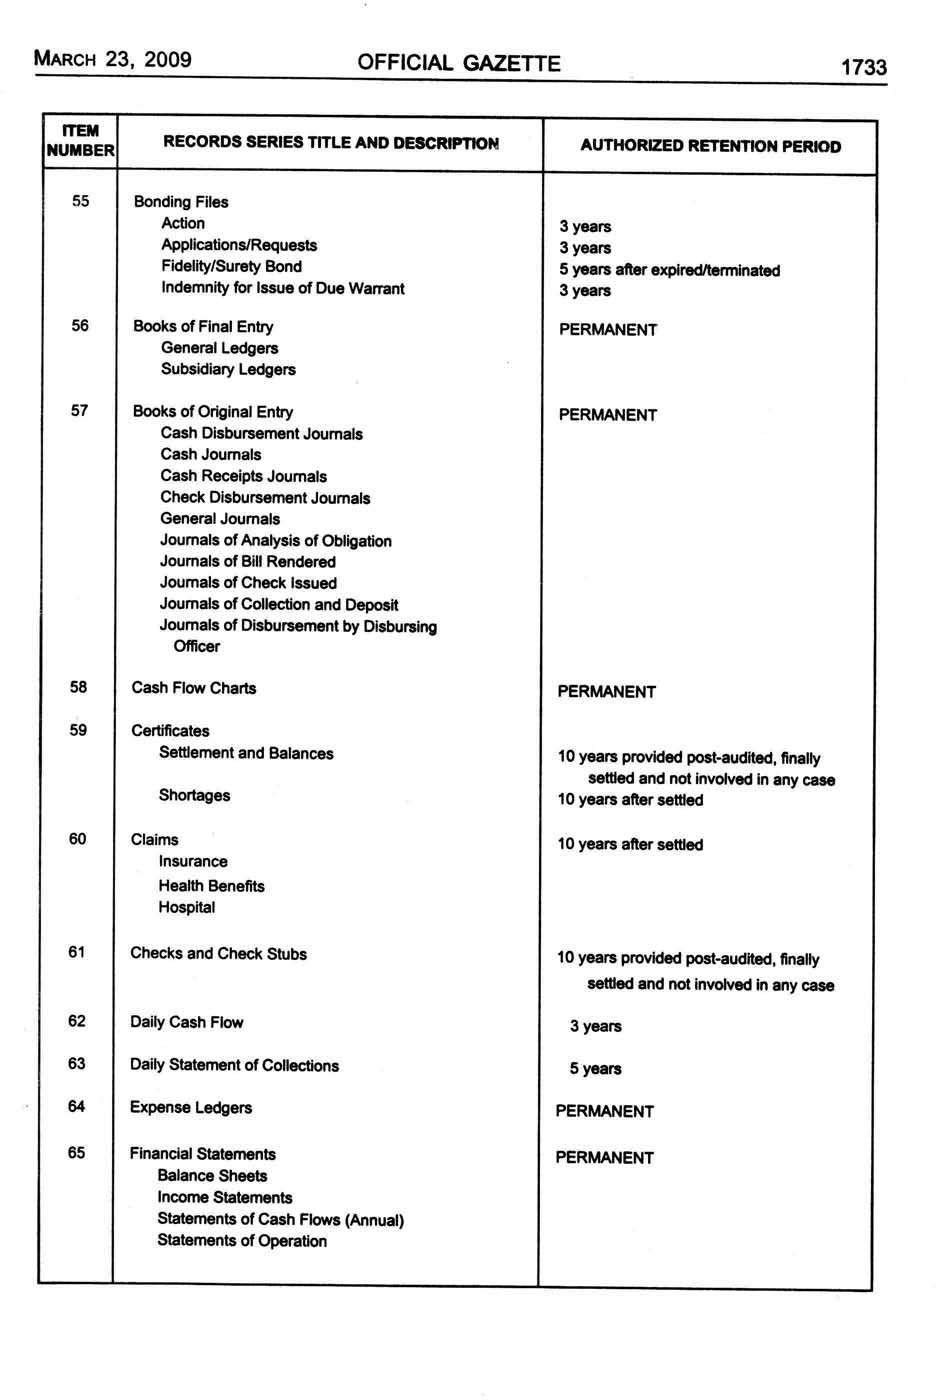 MARCH 23, 2009 OFFICIAL GAZETTE 1733
ITEM NUMBER RECORDS SERIES TITLE AND DESCRIPTION AUTHORIZED RETENTION PERIOD
55 Bonding Files
Action 3 years
Applications/Requests 3 years
Fidelity/Surety Bond 5 years after expired/terminated
Indemnity for Issue of Due Warrant 3 years
56 Books of Final Entry PERMANENT
General Ledgers
Subsidiary Ledgers
57 Books of Original Entry PERMANENT
Cash Disbursement Journals
Cash Journals
Cash Receipts Journals
Check Disbursement Journals
General Journals
Journals of Analysis of Obligation
Journals of Bill Rendered
Journals of Check Issued
Journals of Collection and Deposit
Journals of Disbursement by Disbursing
Officer
58 Cash Flow Charts PERMANENT
59 Certificates
Settlement and Balances 10 years provided post-audited, finally
settled and not involved in any case
Shortages 10 years after settled
60 Claims 10 years after settled
Insurance
Health Benefits
Hospital
61 Checks and Check Stubs 10 years provided post-audited, finally
settled and not involved in any case
62 Daily Cash Flow 3 years
63 Daily Statement of Collections 5 years
64 Expense Ledgers PERMANENT
65 Financial Statements PERMANENT
Balance Sheets
Income Statements
Statements of Cash Flows (Annual)
Statements of Operation